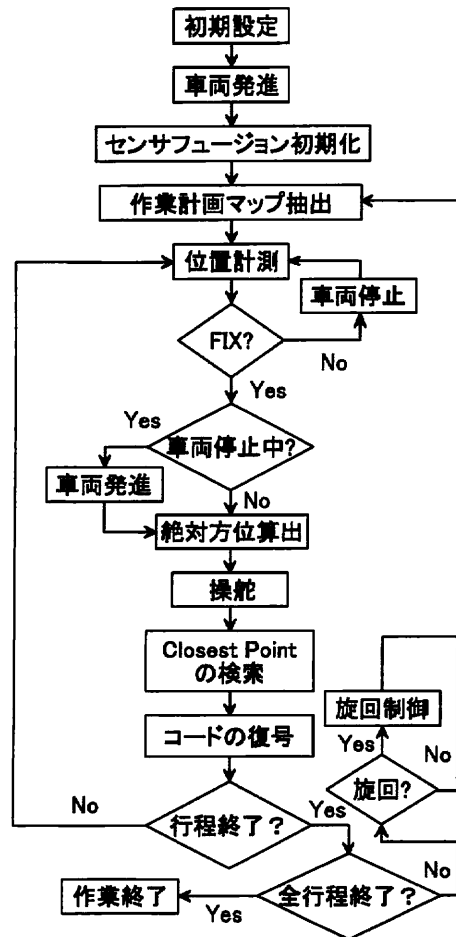 初期設定
車両発進
センサフュージョン初期化
作業計画マップ抽出
位置計測
車両停止
FIX?
No
Yes
Yes
車両停止中?
車両発進
No
絶対方位算出
操舵
Closest Point
の検索
旋回制御
コードの復号
Yes
No
旋回?
No
行程終了?
Yes
No
作業終了
全行程終了?
Yes